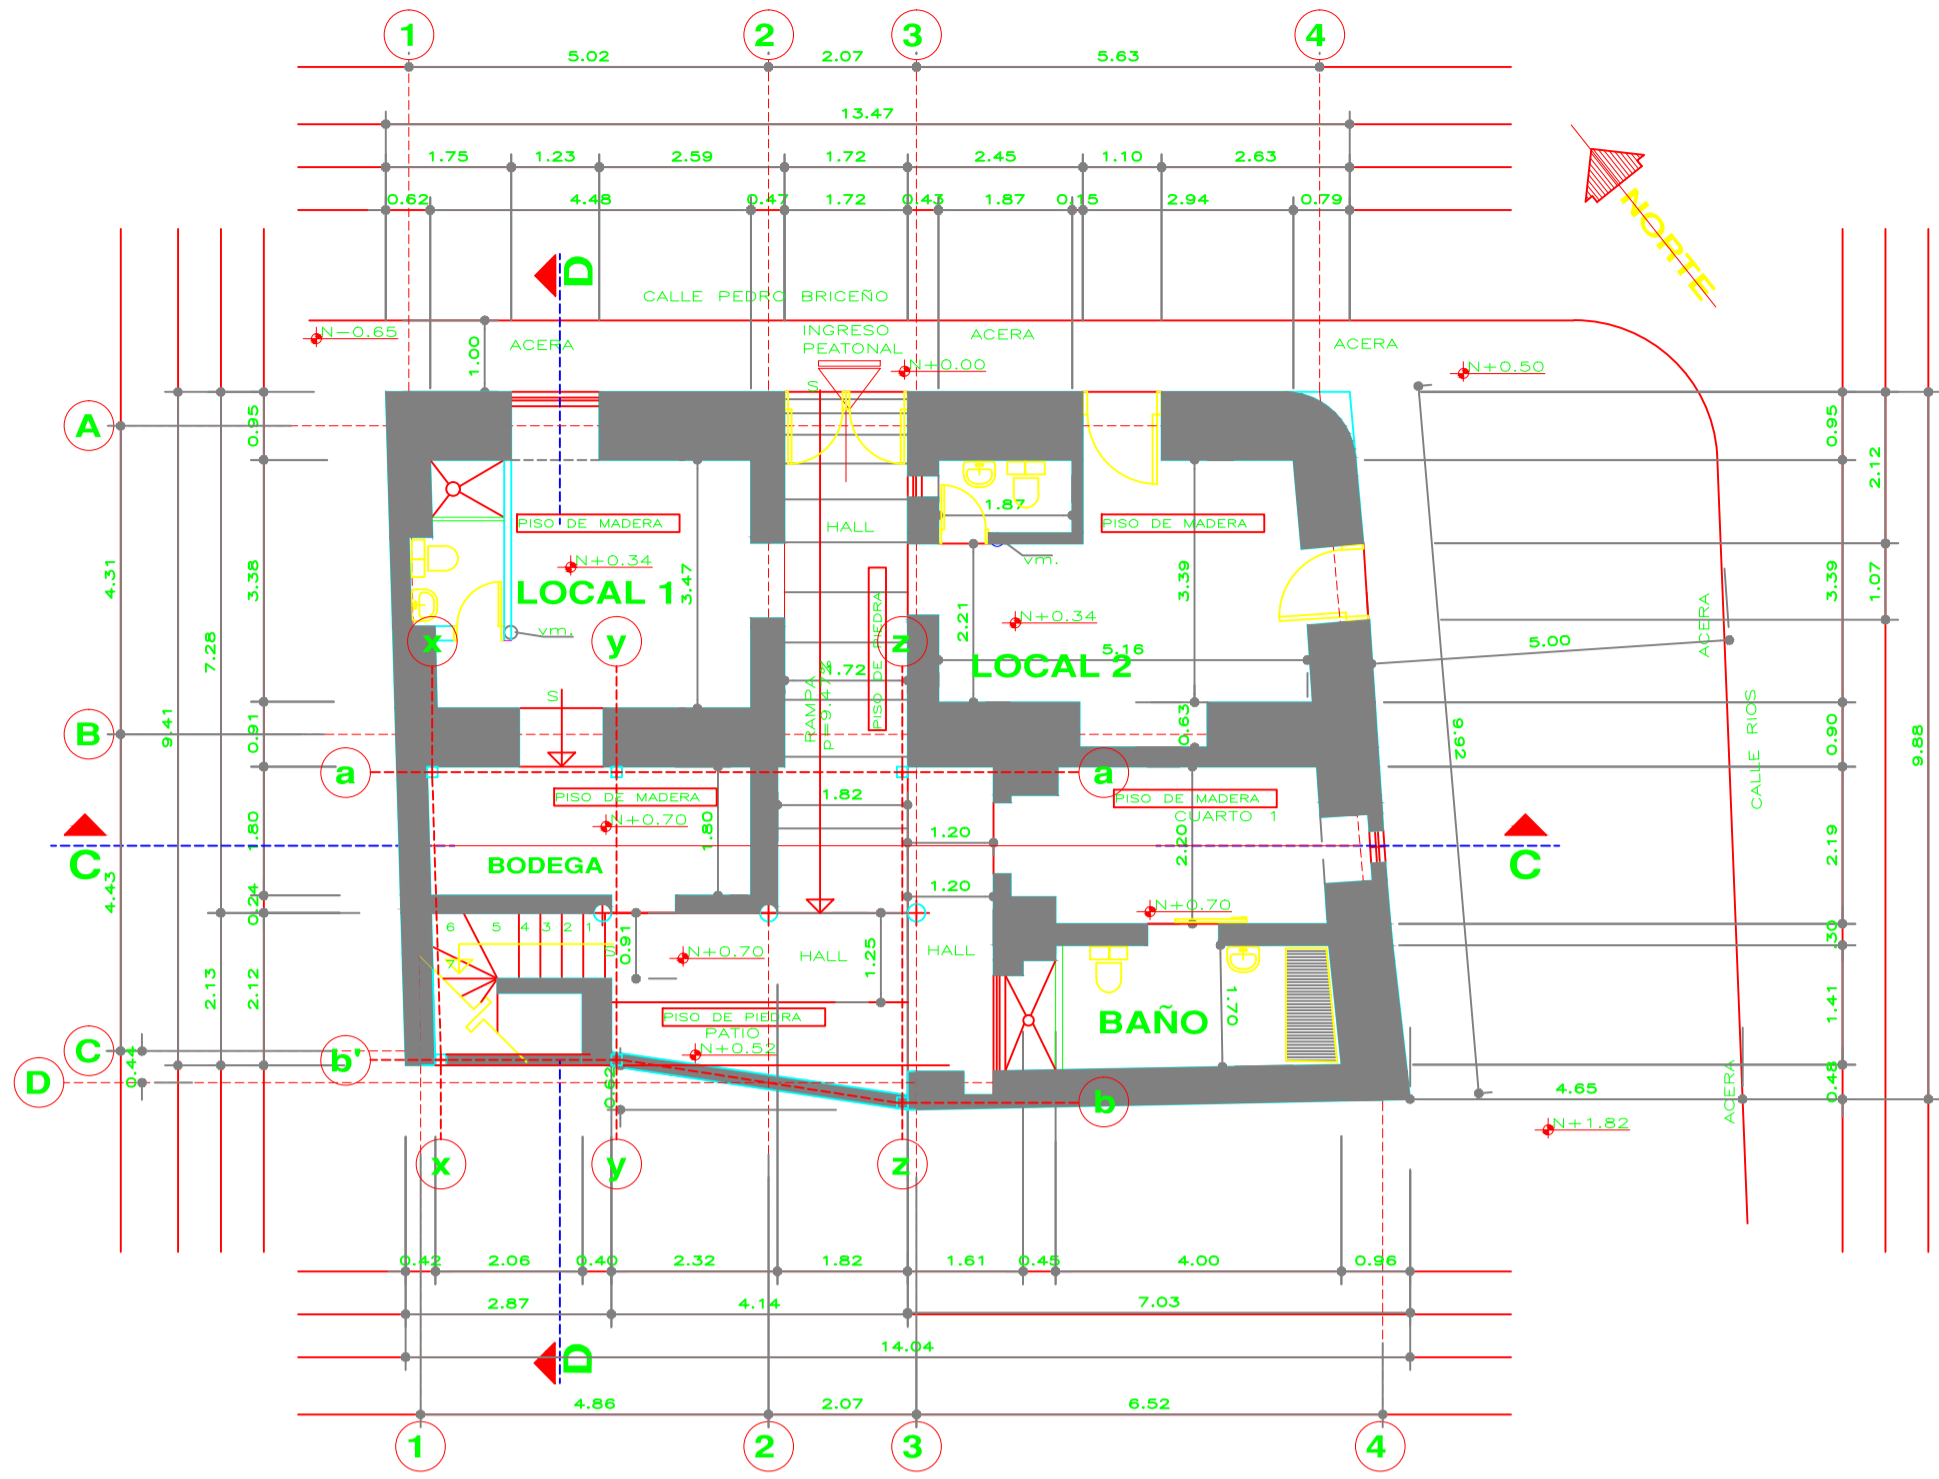 1 2 3 4
5.02 2.07 5.63
13.47
1.75 1.23 2.59 1.72 2.45 1.10 2.63
0.62 4.48 0.47 1.72 0.43 1.87 0.15 2.94 0.79
NORTE
D
CALLE PEDRO BRICEÑO
N-0.65
ACERA
1.00
INGRESO
PEATONAL
ACERA
ACERA
N+0.00
N+0.50
S
A
0.95
0.95
2.12
PISO DE MADERA
HALL
1.87
PISO DE MADERA
vm.
N+0.34
LOCAL 1
3.47
vm.
4.31
3.38
7.28
9.41
2.21
3.39
3.39
1.07
N+0.34
LOCAL 2
5.16
5.00
ACERA
x y z
1.72
PISO DE PIEDRA
RAMPA
S
B
0.91
0.63
0.90
9.92
9.88
CALLE RIOS
a a
PISO DE MADERA
N+0.70
1.82
PISO DE MADERA
CUARTO 1
1.80
1.80
1.20
2.20
2.19
C C
BODEGA
4.43
0.24
1.20
N+0.70
6 5 4 3 2 1
7
S
0.91
N+0.70
HALL
1.25
HALL
.30
2.13
2.12
1.70
1.41
PISO DE PIEDRA
PATIO
N+0.52
BAÑO
C
b'
D
0.44
0.62
b
0.48
4.65
ACERA
N+1.82
x y z
0.42 2.06 0.40 2.32 1.82 1.61 0.45 4.00 0.96
2.87 4.14 7.03
14.04
D
4.86 2.07 6.52
1 2 3 4